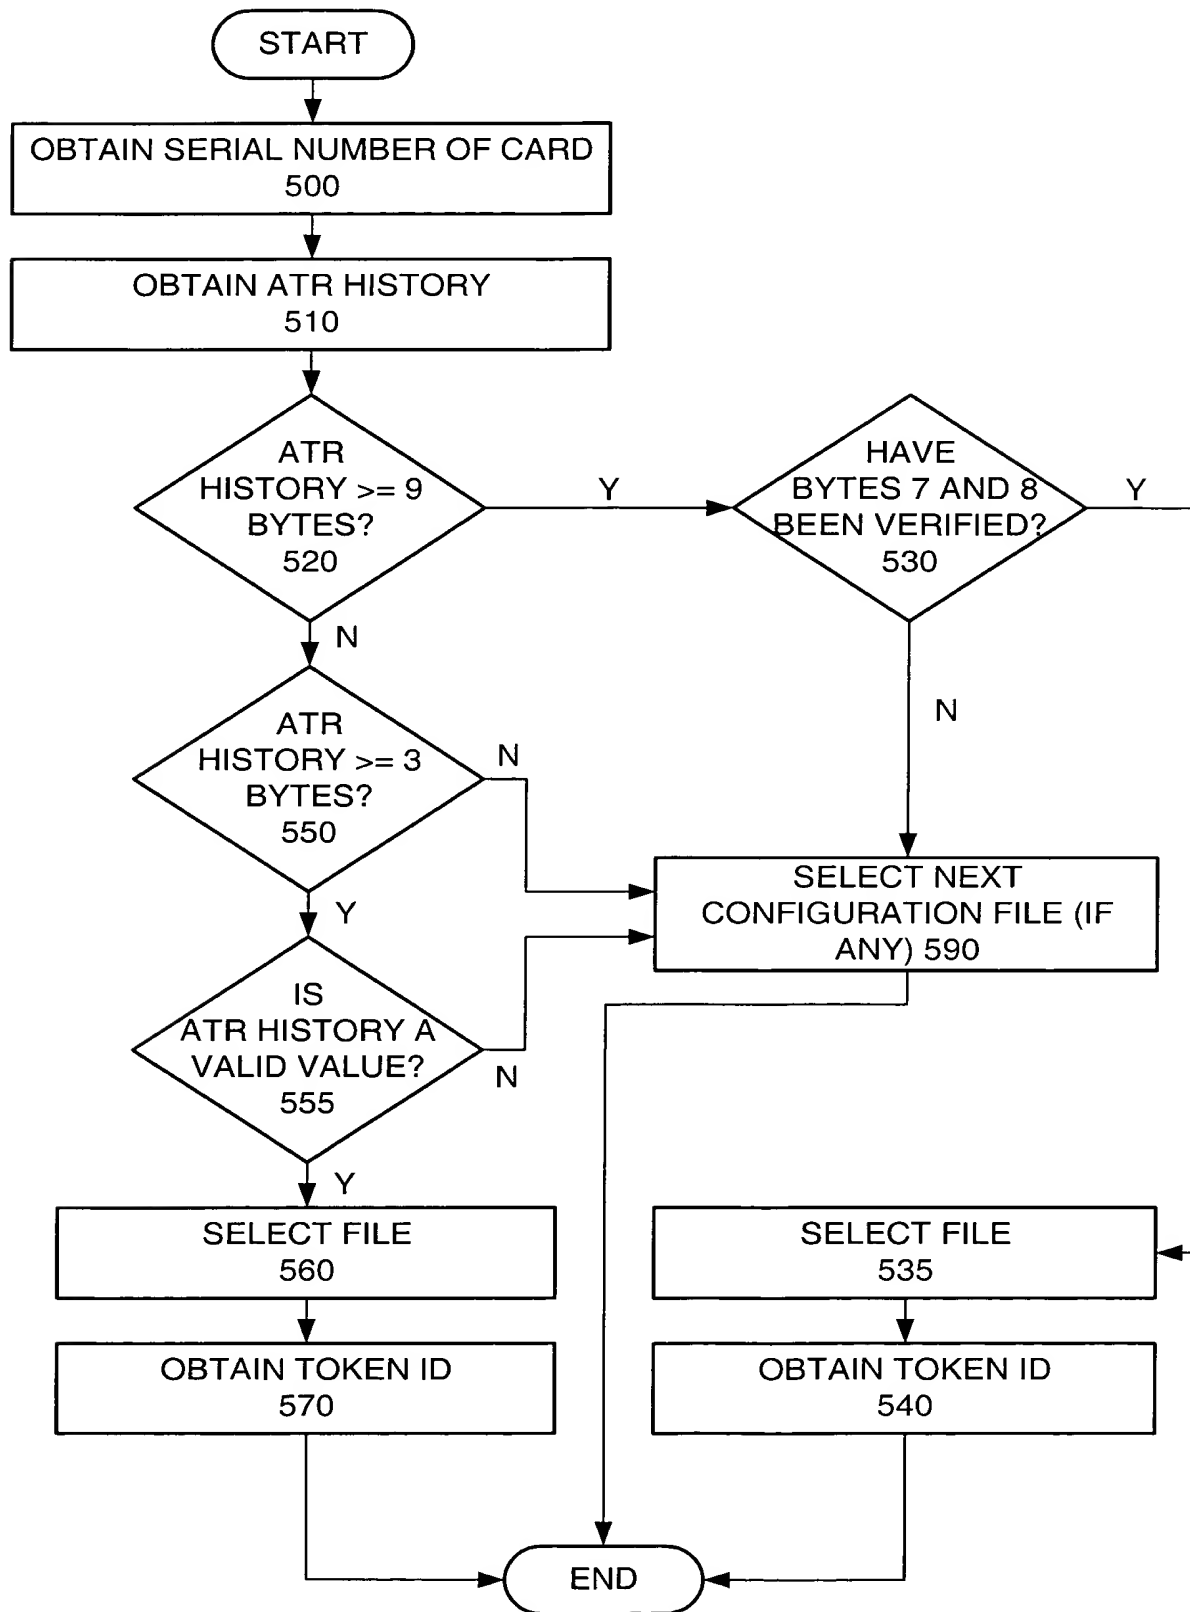 START
OBTAIN SERIAL NUMBER OF CARD
500
OBTAIN ATR HISTORY
510
ATR
HISTORY >= 9
BYTES?
520
Y
HAVE
BYTES 7 AND 8
BEEN VERIFIED?
530
Y
N
N
ATR
HISTORY >= 3
BYTES?
550
N
Y
SELECT NEXT
CONFIGURATION FILE (IF
ANY) 590
IS
ATR HISTORY A
VALID VALUE?
555
N
Y
SELECT FILE
560
SELECT FILE
535
OBTAIN TOKEN ID
570
OBTAIN TOKEN ID
540
END